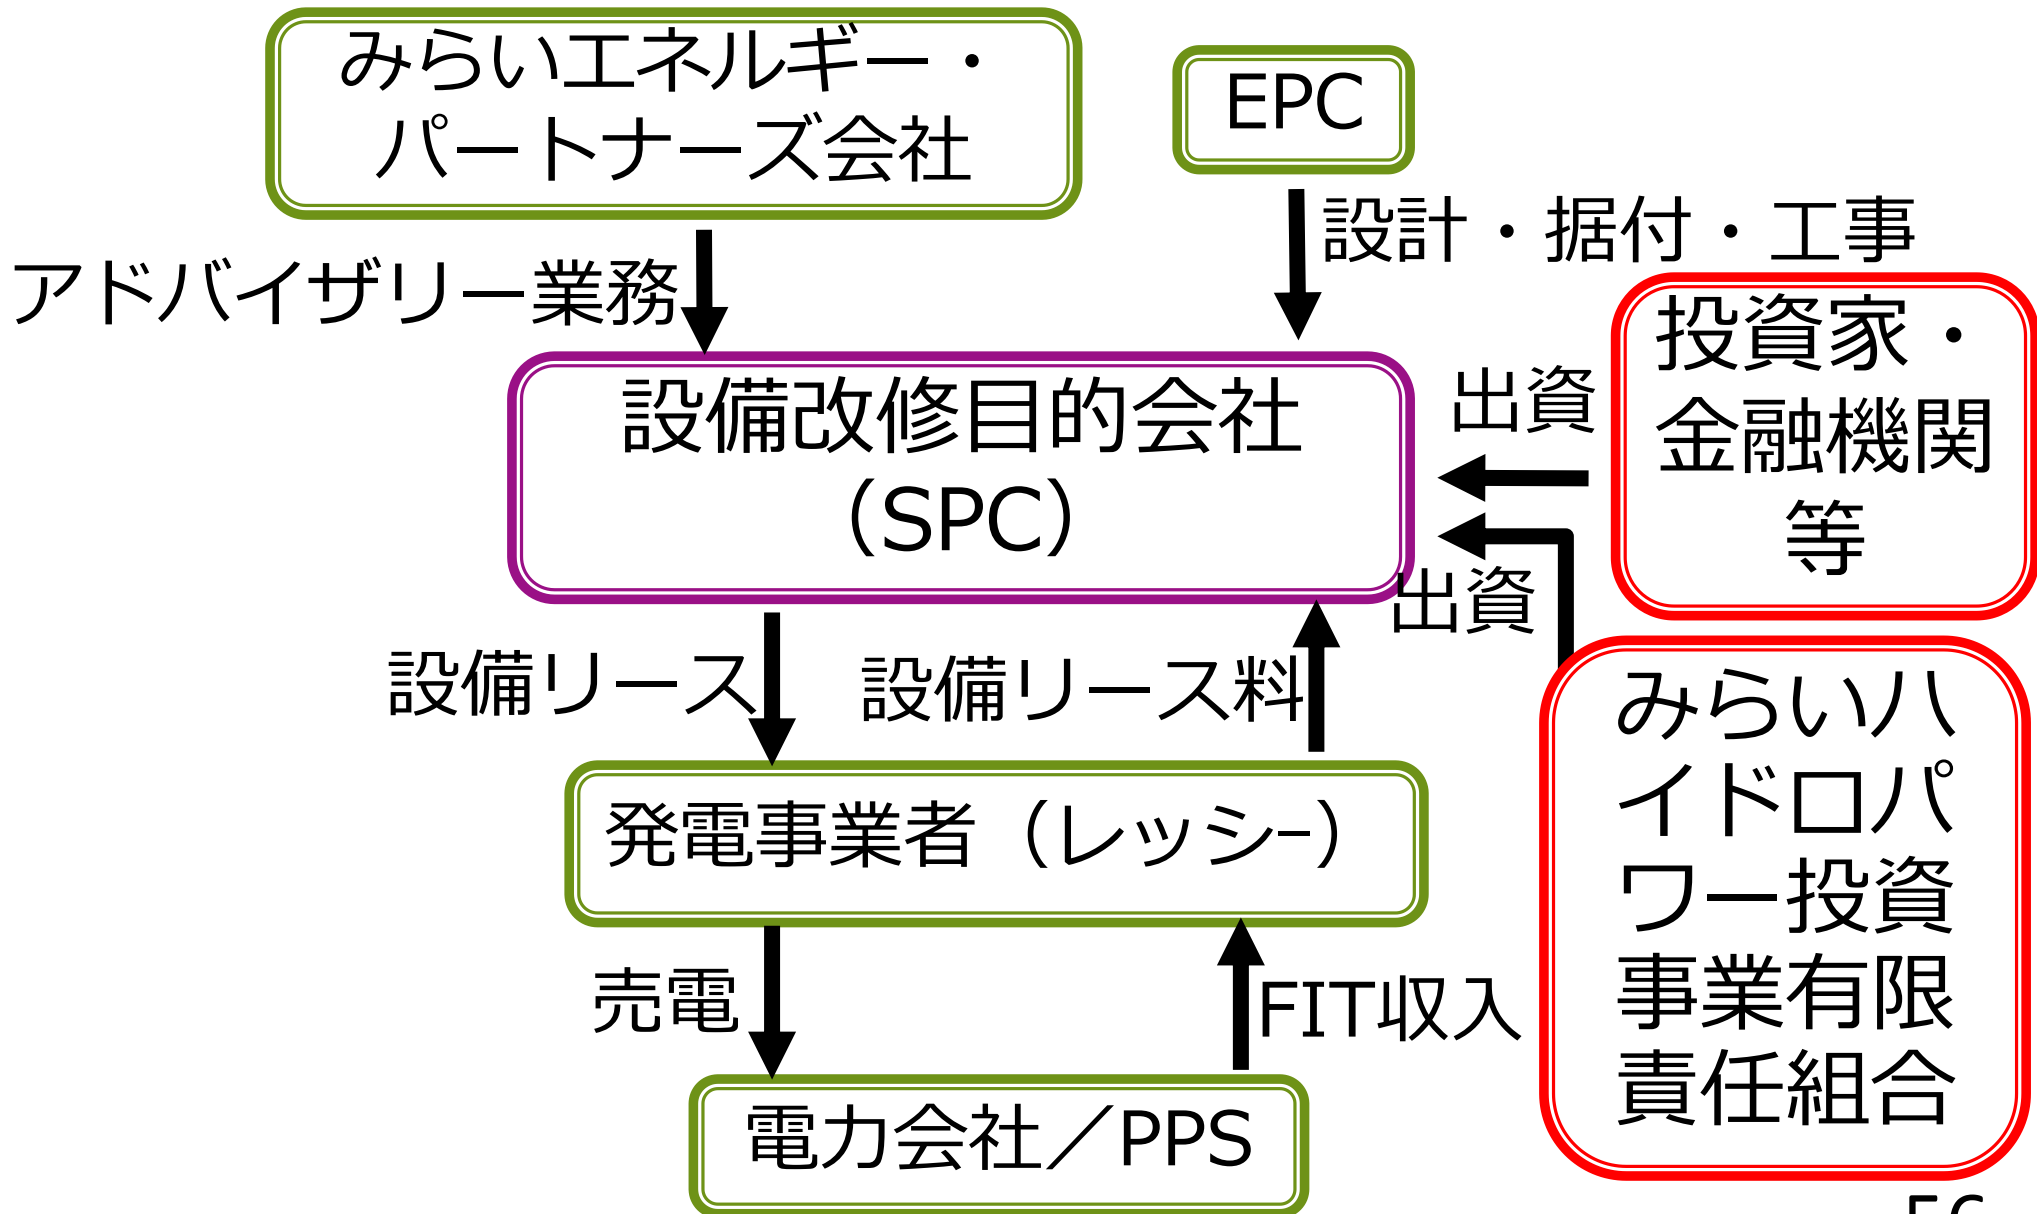 みらいエネルギー・
パートナーズ会社
EPC
設計・据付・工事
アドバイザリー業務
投資家・
金融機関
等
出資
設備改修目的会社
（SPC）
出資
設備リース
設備リース料
みらいハ
イドロパ
ワー投資
事業有限
責任組合
発電事業者（レッシｰ）
売電
FIT収入
電力会社／PPS